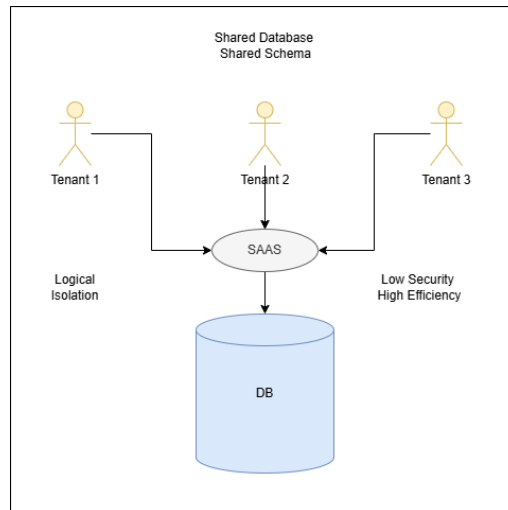 Shared Database
Shared Schema
Tenant 1
Tenant 2
Tenant 3
SAAS
Logical
Isolation
Low Security
High Efficiency
DB